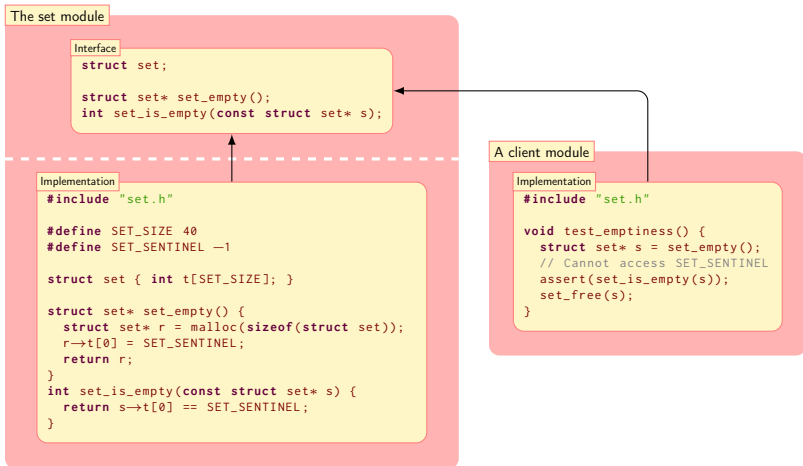 The set module
Interface
struct set;
struct set* set_empty();
int set_is_empty(const struct set* s);
Implementation
#include "set.h"
#define SET_SIZE 40
#define SET_SENTINEL −1
struct set { int t[SET_SIZE]; }
struct set* set_empty() {
struct set* r = malloc(sizeof(struct set));
r→t[0] = SET_SENTINEL;
return r;
}
int set_is_empty(const struct set* s) {
return s→t[0] == SET_SENTINEL;
}
A client module
Implementation
#include "set.h"
void test_emptiness() {
struct set* s = set_empty();
// Cannot access SET_SENTINEL
assert(set_is_empty(s));
set_free(s);
}